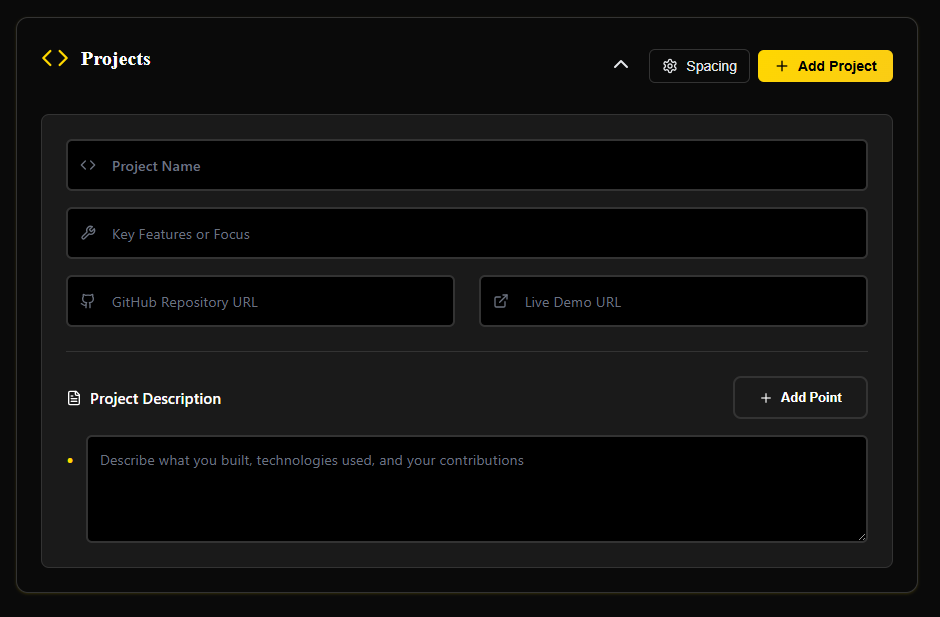 Projects
Spacing
Add Project
Project Name
Key Features or Focus
GitHub Repository URL
Live Demo URL
Project Description
Add Point
Describe what you built, technologies used, and your contributions